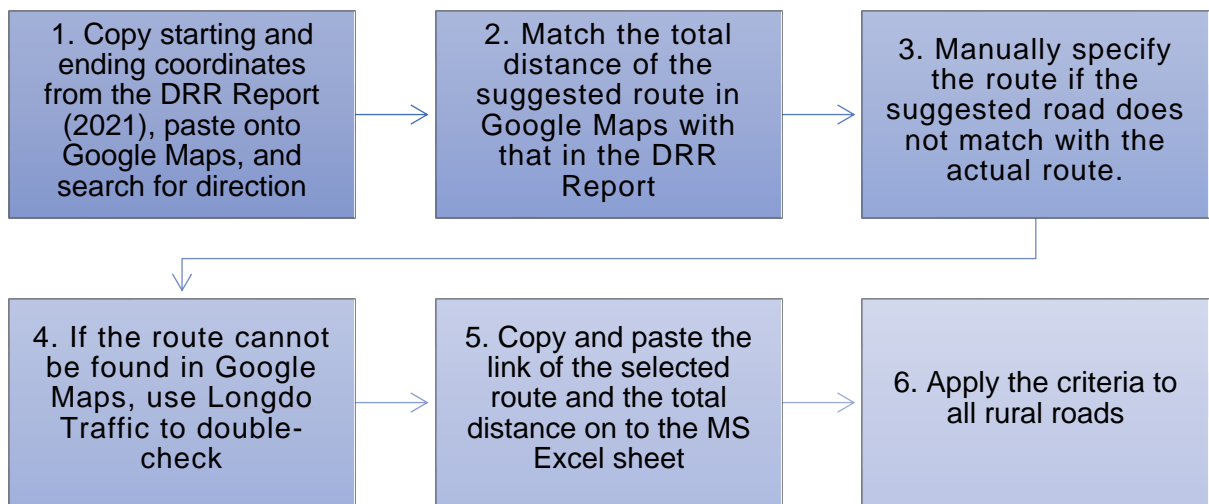 1. Copy starting and
ending coordinates
from the DRR Report
(2021), paste onto
Google Maps, and
search for direction
2. Match the total
distance of the
suggested route in
Google Maps with
that in the DRR
Report
3. Manually specify
the route if the
suggested road does
not match with the
actual route.
4. If the route cannot
be found in Google
Maps, use Longdo
Traffic to double-
check
5. Copy and paste the
link of the selected
route and the total
distance on to the MS
Excel sheet
6. Apply the criteria to
all rural roads